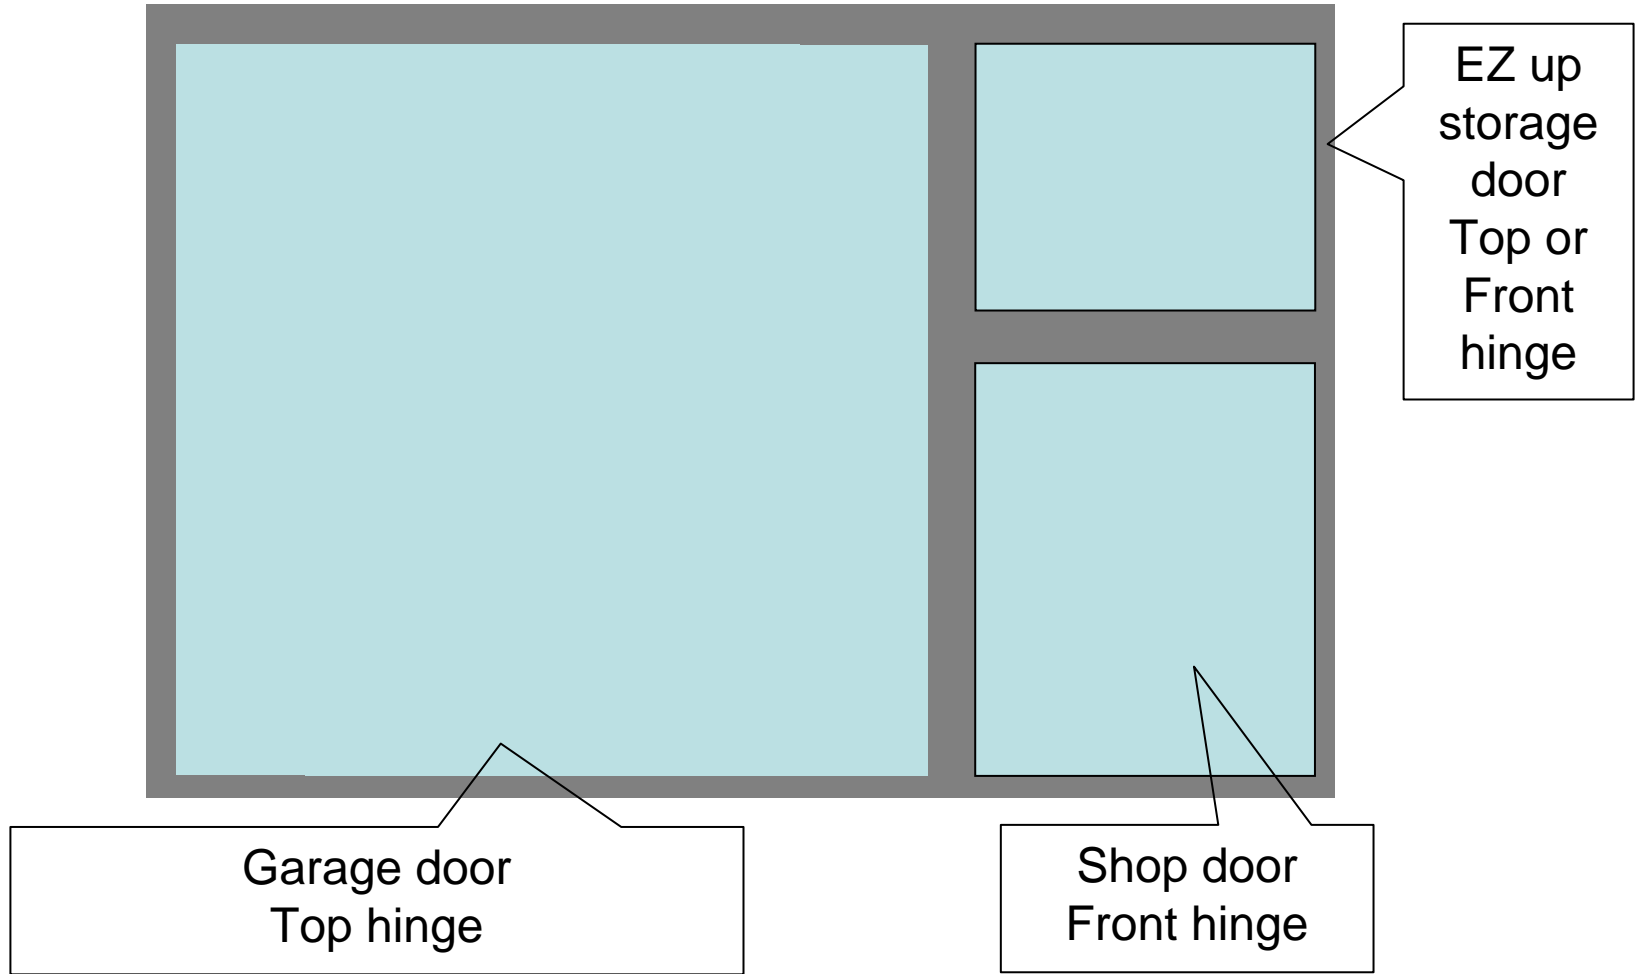 EZ up
storage
door
Top or
Front
hinge
Garage door
Top hinge
Shop door
Front hinge